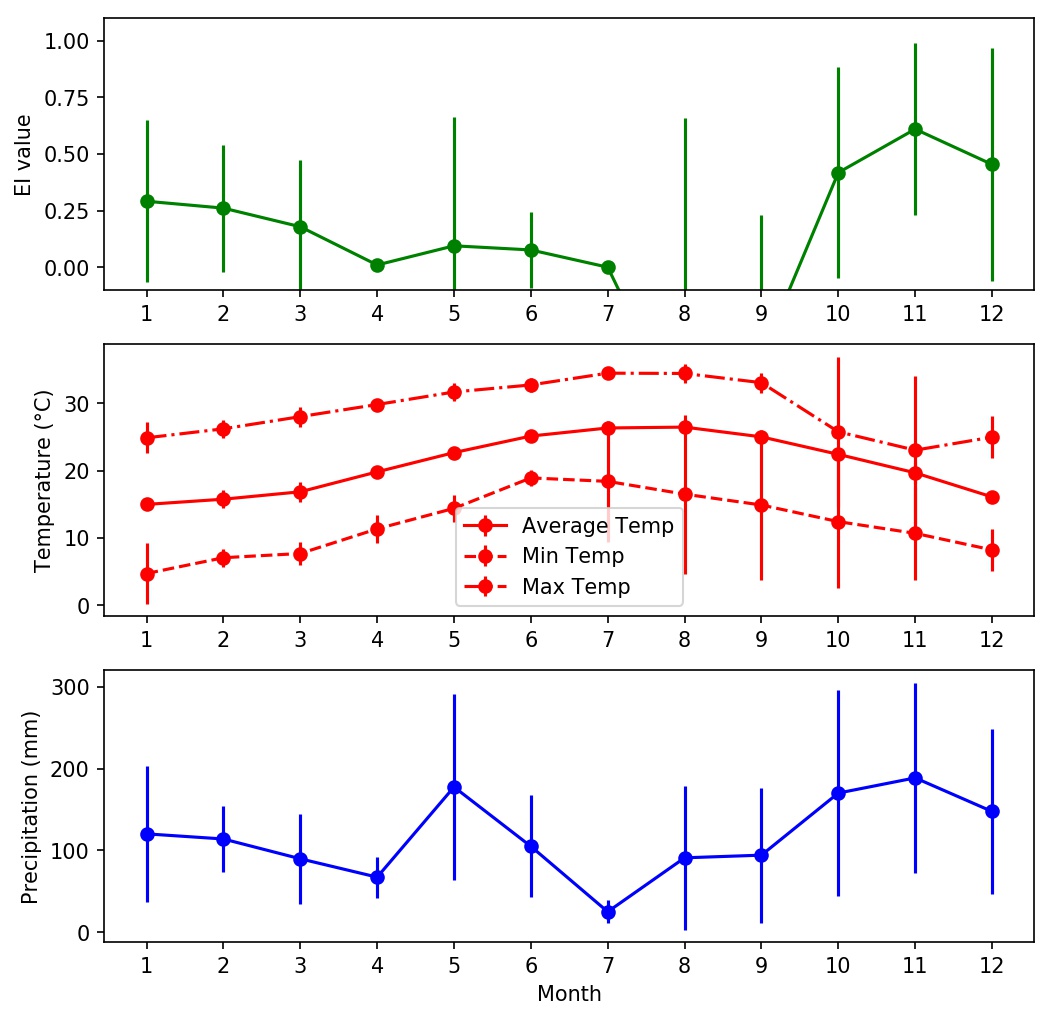 EI value
1.00
0.75
0.50
0.25
0.00
1 2 3 4 5 6 7 8 9 10 11 12
Temperature (°C)
30
20
10
0
Average Temp
Min Temp
Max Temp
1 2 3 4 5 6 7 8 9 10 11 12
Precipitation (mm)
300
200
100
0
1 2 3 4 5 6 7 8 9 10 11 12
Month